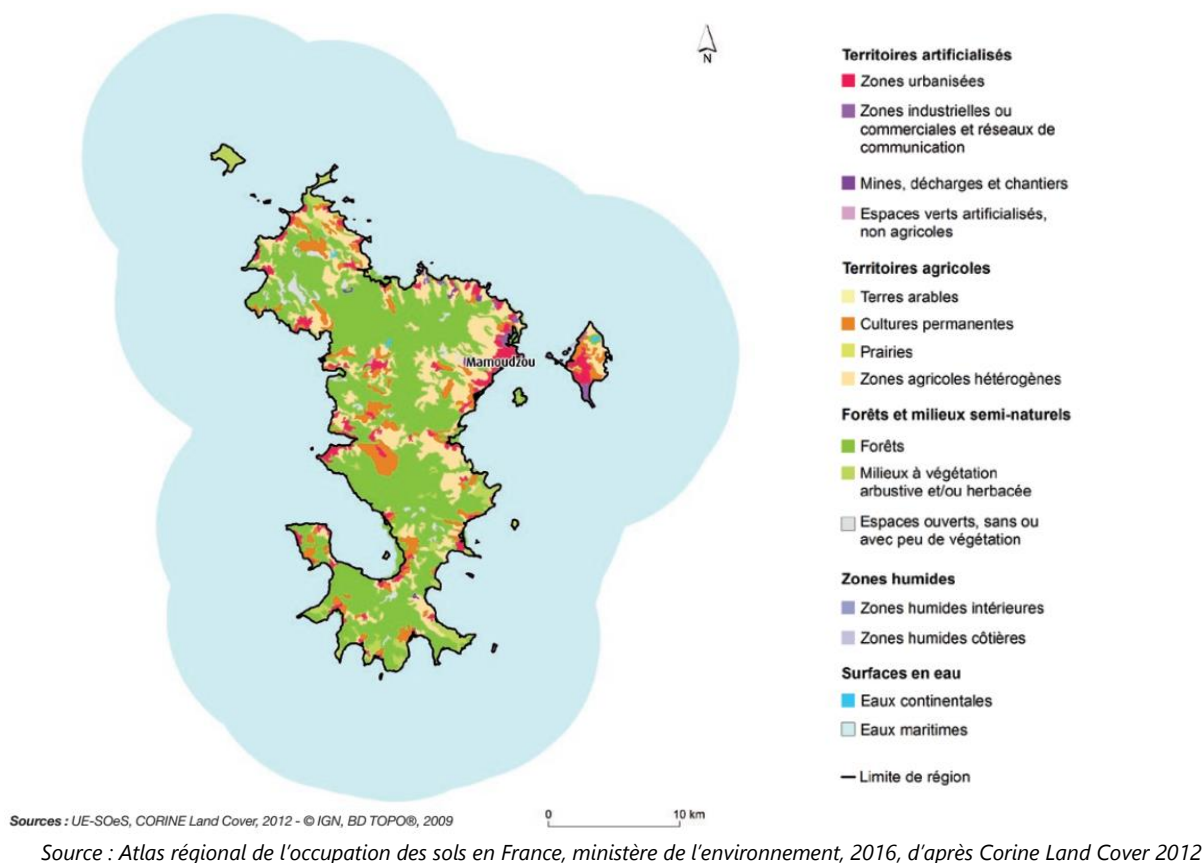 N
Territoires artificialisés
Zones urbanisées
Zones industrielles ou
commerciales et réseaux de
communication
Mines, décharges et chantiers
Espaces verts artificialisés,
non agricoles
Territoires agricoles
Terres arables
Cultures permanentes
Prairies
Zones agricoles hétérogènes
Forêts et milieux semi-naturels
Forêts
Milieux à végétation
arbustive et/ou herbacée
Espaces ouverts, sans ou
avec peu de végétation
Zones humides
Zones humides intérieures
Zones humides côtières
Surfaces en eau
Eaux continentales
Eaux maritimes
Limite de région
Mamoudzou
Sources : UE-SOeS, CORINE Land Cover, 2012 - © IGN, BD TOPO®, 2009
0 10 km
Source : Atlas régional de l'occupation des sols en France, ministère de l'environnement, 2016, d'après Corine Land Cover 2012